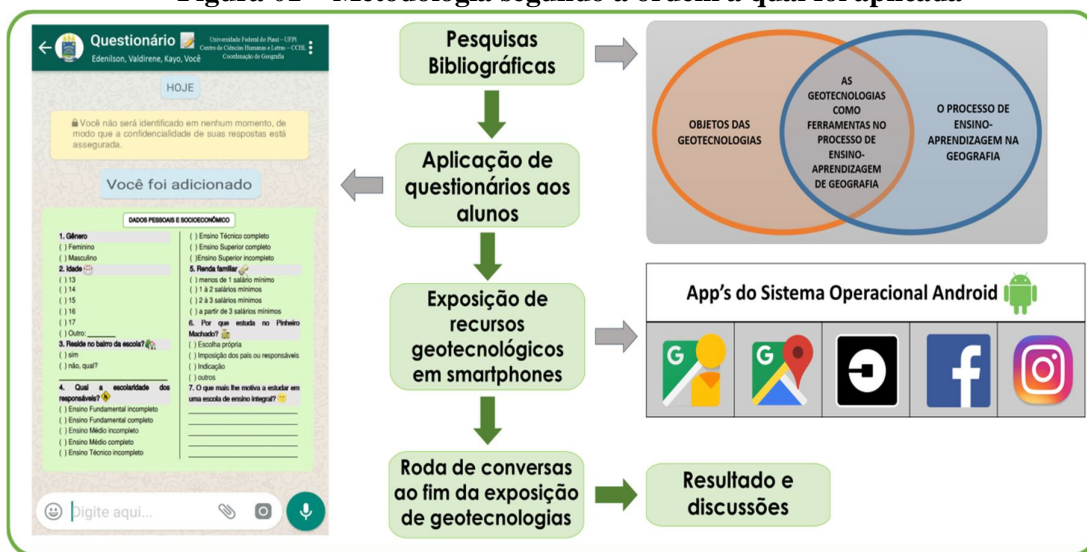 Figura 01 – Metodologia segundo a ordem a qual foi aplicada
Questionário
Universidade Federal do Piauí – UFPI
Centro de Ciências Humanas e Letras – CCHL
Coordenação de Geografia
Edenilson, Valdirene, Kayo, Você
HOJE
Você não será identificado em nenhum momento, de
modo que a confidencialidade de suas respostas está
assegurada.
Você foi adicionado
DADOS PESSOAIS E SOCIOECONÔMICO
1. Gênero
( ) Feminino
( ) Masculino
2. Idade
( ) 13
( ) 14
( ) 15
( ) 16
( ) 17
( ) Outro: ______
3. Reside no bairro da escola?
( ) sim
( ) não, qual?
4. Qual a escolaridade dos
responsáveis?
( ) Ensino Fundamental incompleto
( ) Ensino Fundamental completo
( ) Ensino Médio incompleto
( ) Ensino Médio completo
( ) Ensino Técnico incompleto
( ) Ensino Técnico completo
( ) Ensino Superior completo
( )Ensino Superior incompleto
5. Renda familiar
( ) menos de 1 salário mínimo
( ) 1 à 2 salários mínimos
( ) 2 à 3 salários mínimos
( ) a partir de 3 salários mínimos
6. Por que estuda no Pinheiro
Machado?
( ) Escolha própria
( ) Imposição dos pais ou responsáveis
( ) Indicação
( ) outros
7. O que mais lhe motiva a estudar em
uma escola de ensino integral?
Digite aqui...
Pesquisas
Bibliográficas
Aplicação de
questionários aos
alunos
Exposição de
recursos
geotecnológicos
em smartphones
Roda de conversas
ao fim da exposição
de geotecnologias
Resultado e
discussões
OBJETOS DAS
GEOTECNOLOGIAS
AS
GEOTECNOLOGIAS
COMO
FERRAMENTAS NO
PROCESSO DE
ENSINO-
APRENDIZAGEM
DE GEOGRAFIA
O PROCESSO DE
ENSINO-
APRENDIZAGEM NA
GEOGRAFIA
App's do Sistema Operacional Android
G
G
f